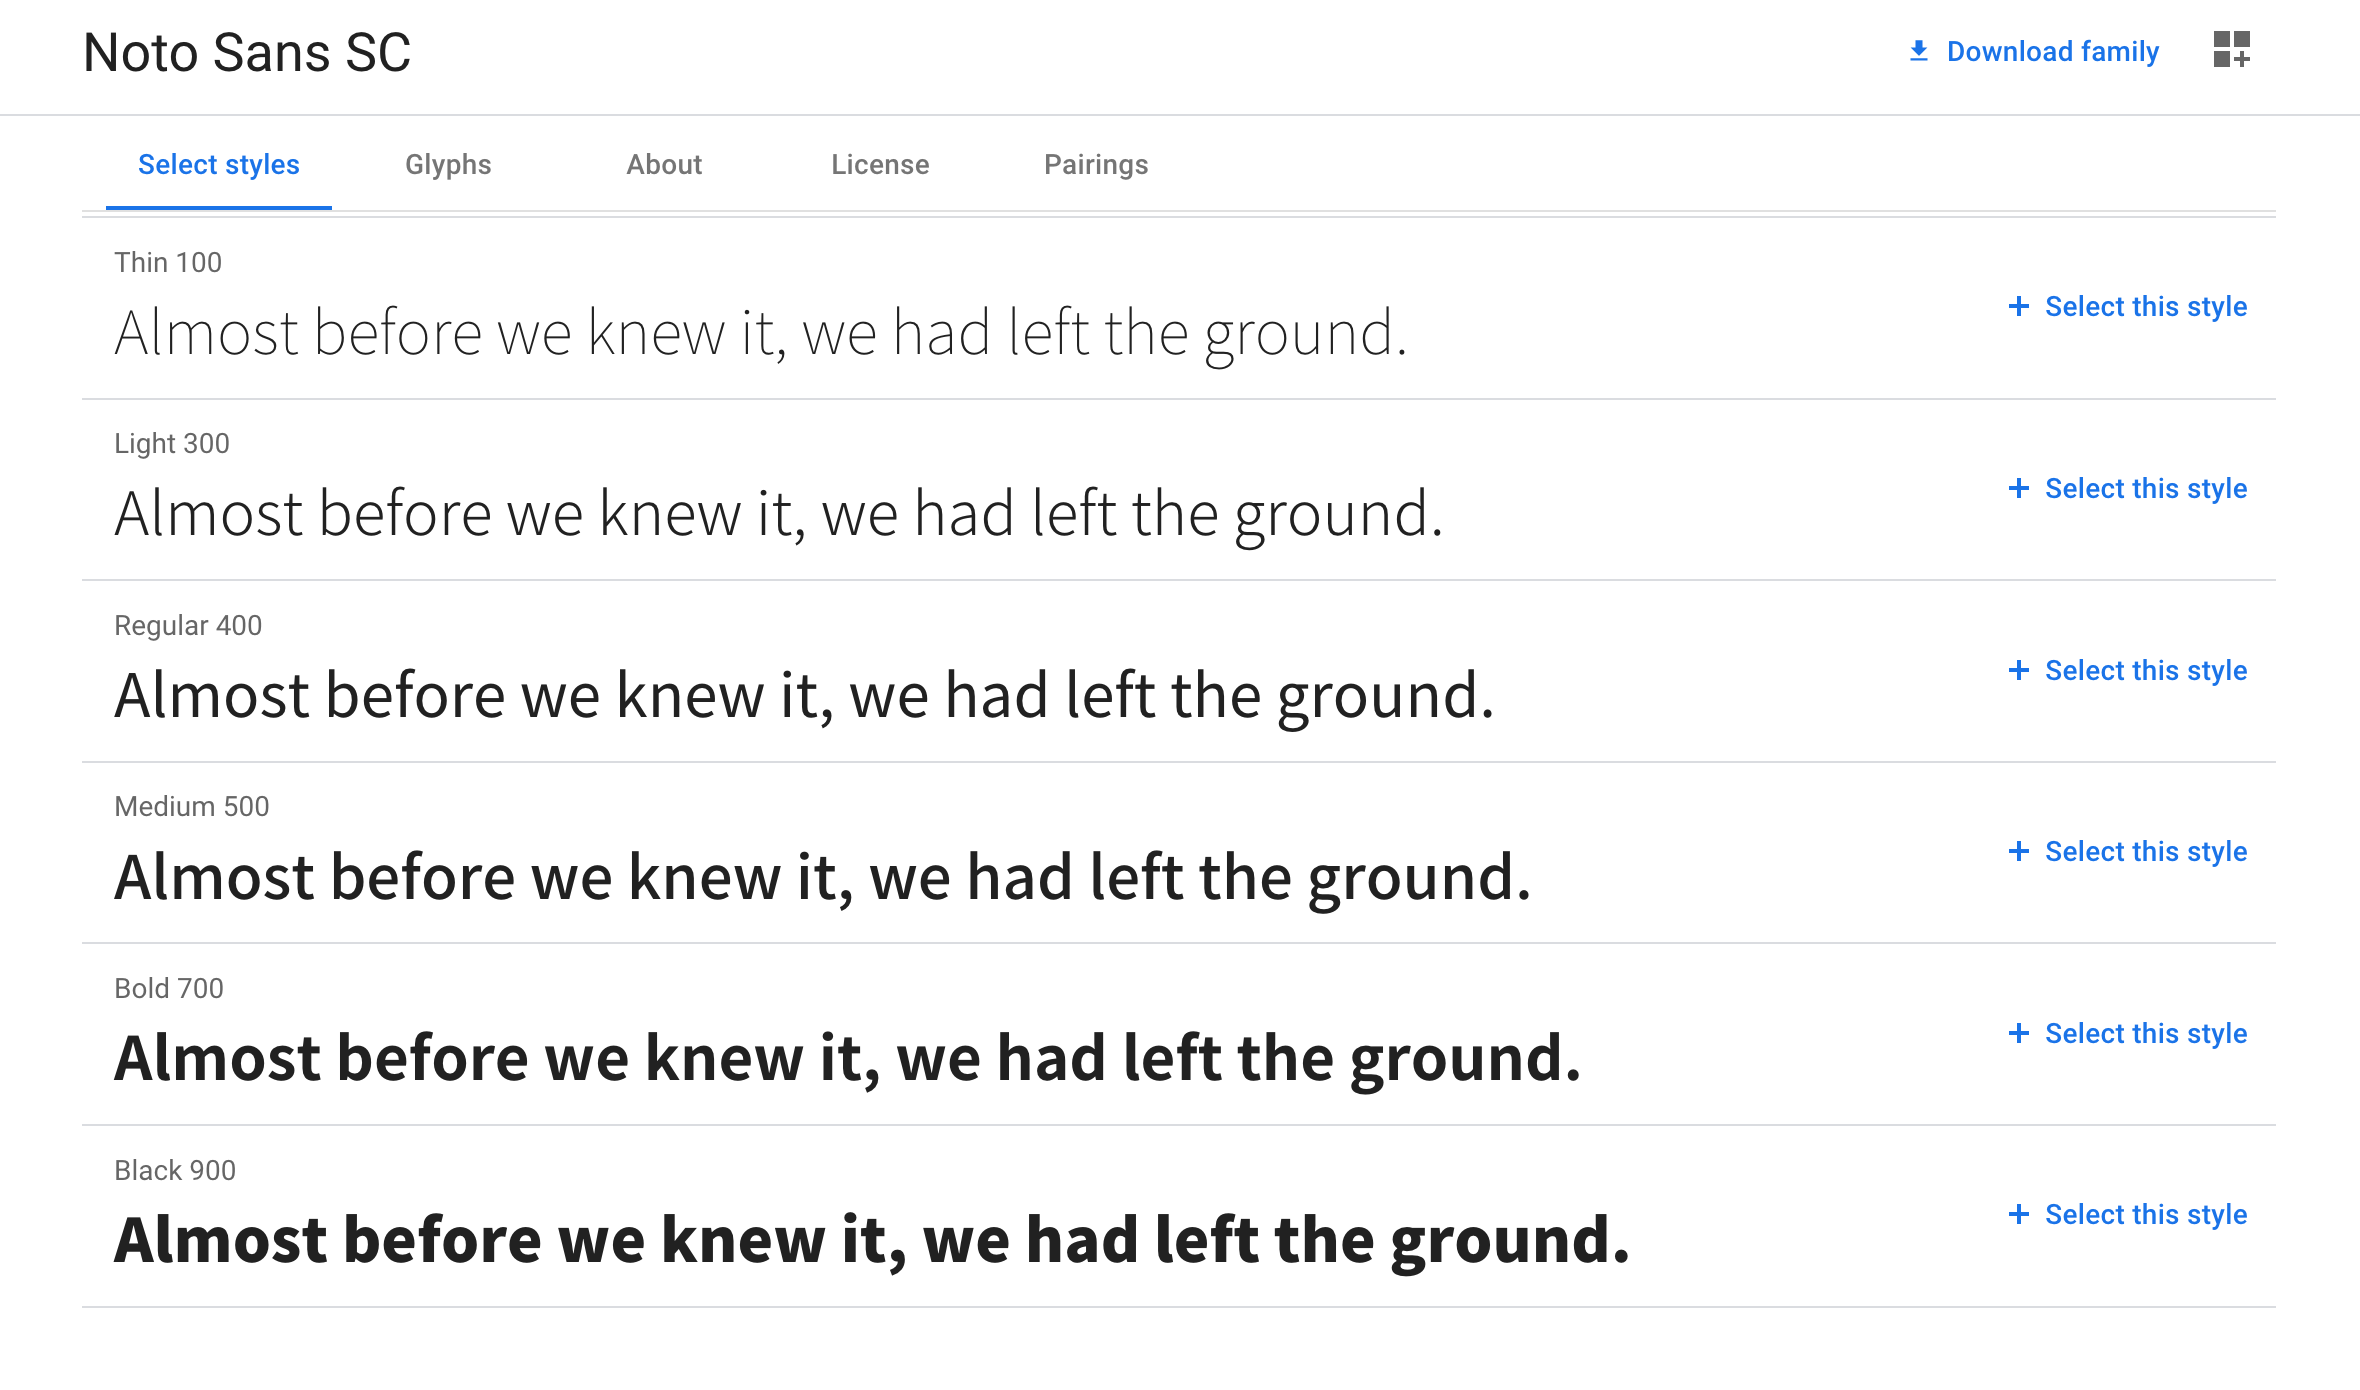 Noto Sans SC
Download family
Select styles
Glyphs
About
License
Pairings
Thin 100
Almost before we knew it, we had left the ground.
+ Select this style
Light 300
Almost before we knew it, we had left the ground.
+ Select this style
Regular 400
Almost before we knew it, we had left the ground.
+ Select this style
Medium 500
Almost before we knew it, we had left the ground.
+ Select this style
Bold 700
Almost before we knew it, we had left the ground.
+ Select this style
Black 900
Almost before we knew it, we had left the ground.
+ Select this style